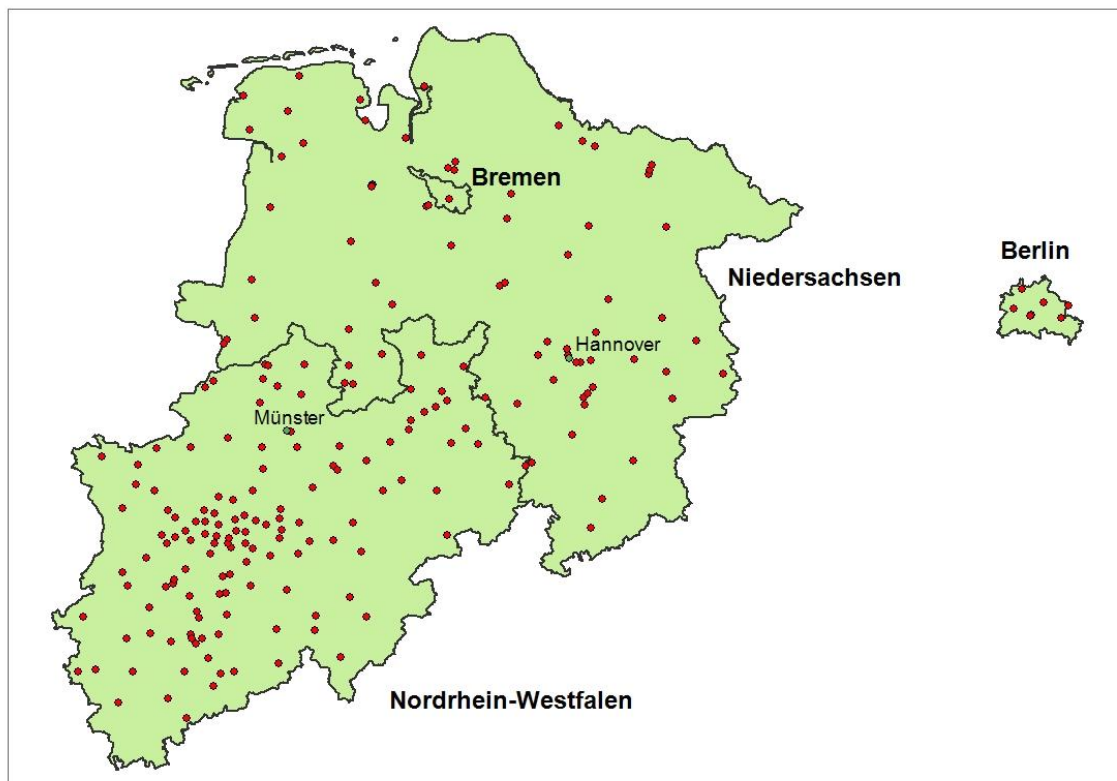 Bremen
Berlin
Niedersachsen
Hannover
Münster
Nordrhein-Westfalen